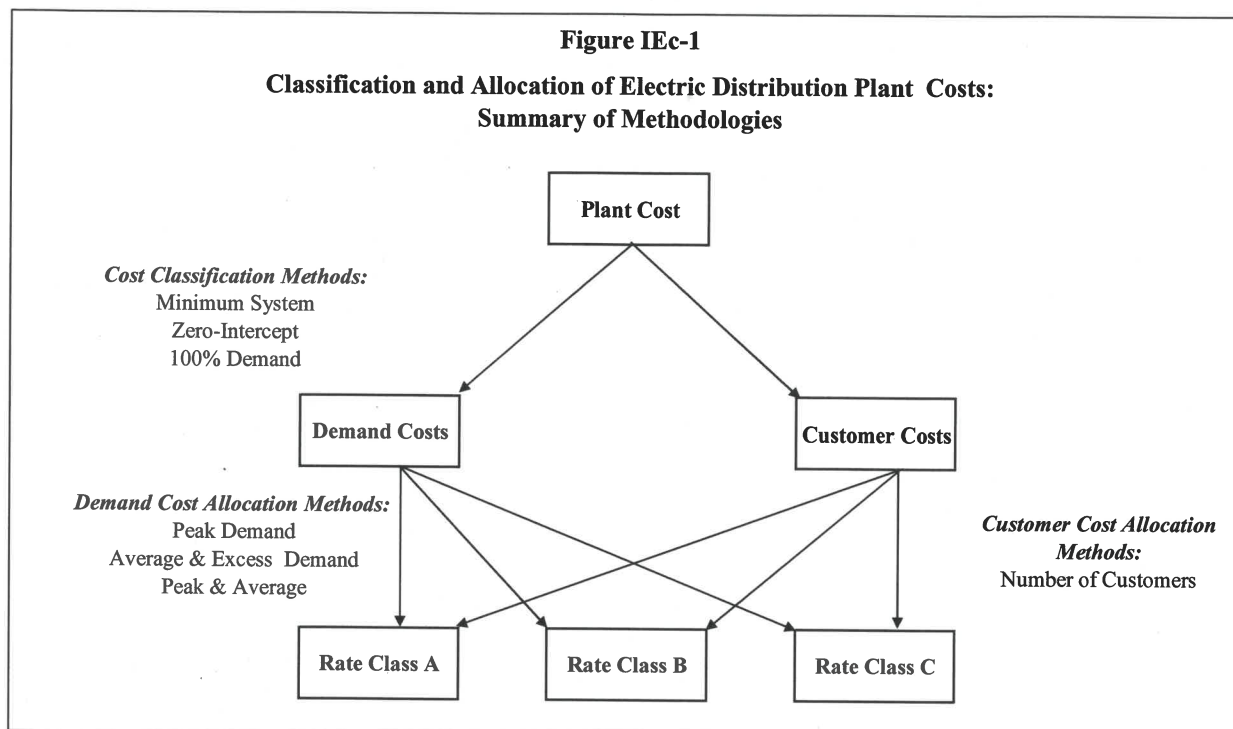 Figure IEc-1
Classification and Allocation of Electric Distribution Plant Costs:
Summary of Methodologies
Plant Cost
Cost Classification Methods:
Minimum System
Zero-Intercept
100% Demand
Demand Costs
Customer Costs
Demand Cost Allocation Methods:
Peak Demand
Average & Excess Demand
Peak & Average
Customer Cost Allocation
Methods:
Number of Customers
Rate Class A
Rate Class B
Rate Class C